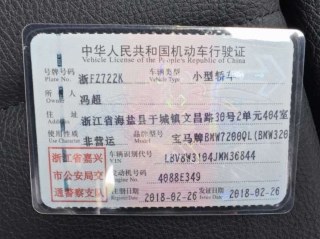 中华人民共和国机动车行驶证
Vehicle License of the People's Republic of China
号牌号码 浙FZ722K 车辆类型 小型轿车
Plate No. Vehicle Type
所有人 冯超
Owner
住址 浙江省海盐县于城镇文昌路30号2单元404室
使用性质 非营运 品牌型号 宝马牌BMW7200QL(BMW320
Use Character Model
浙江省嘉兴 车辆识别代号 LBV8W3104JMW36844
VIN
市公安局交 发动机号码 4088E349
Engine No.
通警察支队 注册日期 2018-02-26 发证日期 2018-02-26
Register Date Issue Date